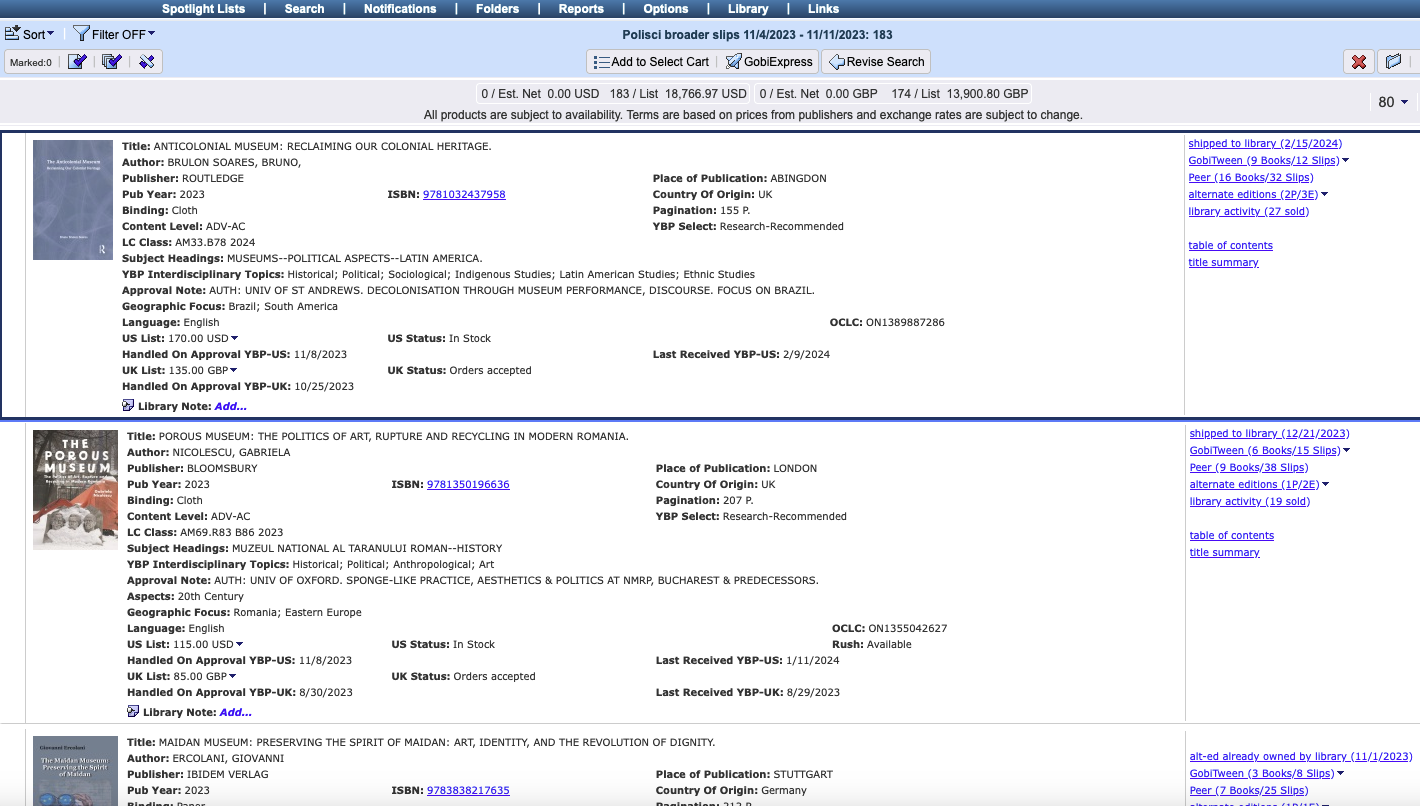 Spotlight Lists | Search | Notifications | Folders | Reports | Options | Library | Links
Sort Filter OFF Polisci broader slips 11/4/2023 - 11/11/2023: 183
Marked:0 Add to Select Cart GobiExpress Revise Search
0 / Est. Net 0.00 USD 183 / List 18,766.97 USD 0 / Est. Net 0.00 GBP 174 / List 13,900.80 GBP
80
All products are subject to availability. Terms are based on prices from publishers and exchange rates are subject to change.
Title: ANTICOLONIAL MUSEUM: RECLAIMING OUR COLONIAL HERITAGE.
Author: BRULON SOARES, BRUNO,
Publisher: ROUTLEDGE Place of Publication: ABINGDON
Pub Year: 2023 ISBN: 9781032437958 Country Of Origin: UK
Binding: Cloth Pagination: 155 P.
Content Level: ADV-AC YBP Select: Research-Recommended
LC Class: AM33.B78 2024
Subject Headings: MUSEUMS--POLITICAL ASPECTS--LATIN AMERICA.
YBP Interdisciplinary Topics: Historical; Political; Sociological; Indigenous Studies; Latin American Studies; Ethnic Studies
Approval Note: AUTH: UNIV OF ST ANDREWS. DECOLONISATION THROUGH MUSEUM PERFORMANCE, DISCOURSE. FOCUS ON BRAZIL.
Geographic Focus: Brazil; South America
Language: English OCLC: ON1389887286
US List: 170.00 USD US Status: In Stock
Handled On Approval YBP-US: 11/8/2023 Last Received YBP-US: 2/9/2024
UK List: 135.00 GBP UK Status: Orders accepted
Handled On Approval YBP-UK: 10/25/2023
Library Note: Add...
shipped to library (2/15/2024)
GobiTween (9 Books/12 Slips)
Peer (16 Books/32 Slips)
alternate editions (2P/3E)
library activity (27 sold)
table of contents
title summary
The Anticolonial Museum
Reclaiming Our Colonial Heritage
R
THE
POROUS
MUSEUM
Title: POROUS MUSEUM: THE POLITICS OF ART, RUPTURE AND RECYCLING IN MODERN ROMANIA.
Author: NICOLESCU, GABRIELA
Publisher: BLOOMSBURY Place of Publication: LONDON
Pub Year: 2023 ISBN: 9781350196636 Country Of Origin: UK
Binding: Cloth Pagination: 207 P.
Content Level: ADV-AC YBP Select: Research-Recommended
LC Class: AM69.R83 B86 2023
Subject Headings: MUZEUL NATIONAL AL TARANULUI ROMAN--HISTORY
YBP Interdisciplinary Topics: Historical; Political; Anthropological; Art
Approval Note: AUTH: UNIV OF OXFORD. SPONGE-LIKE PRACTICE, AESTHETICS & POLITICS AT NMRP, BUCHAREST & PREDECESSORS.
Aspects: 20th Century
Geographic Focus: Romania; Eastern Europe
Language: English OCLC: ON1355042627
US List: 115.00 USD US Status: In Stock Rush: Available
Handled On Approval YBP-US: 11/8/2023 Last Received YBP-US: 1/11/2024
UK List: 85.00 GBP UK Status: Orders accepted
Handled On Approval YBP-UK: 8/30/2023 Last Received YBP-UK: 8/29/2023
Library Note: Add...
shipped to library (12/21/2023)
GobiTween (6 Books/15 Slips)
Peer (9 Books/38 Slips)
alternate editions (1P/2E)
library activity (19 sold)
table of contents
title summary
Giovanni Ercolani
The Maidan Museum:
Preserving the Spirit
of Maidan
Title: MAIDAN MUSEUM: PRESERVING THE SPIRIT OF MAIDAN: ART, IDENTITY, AND THE REVOLUTION OF DIGNITY.
Author: ERCOLANI, GIOVANNI
Publisher: IBIDEM VERLAG Place of Publication: STUTTGART
Pub Year: 2023 ISBN: 9783838217635 Country Of Origin: Germany
Binding: Paper Pagination: 212 P.
alt-ed already owned by library (11/1/2023)
GobiTween (3 Books/8 Slips)
Peer (7 Books/25 Slips)
alternate editions (1P/1E)